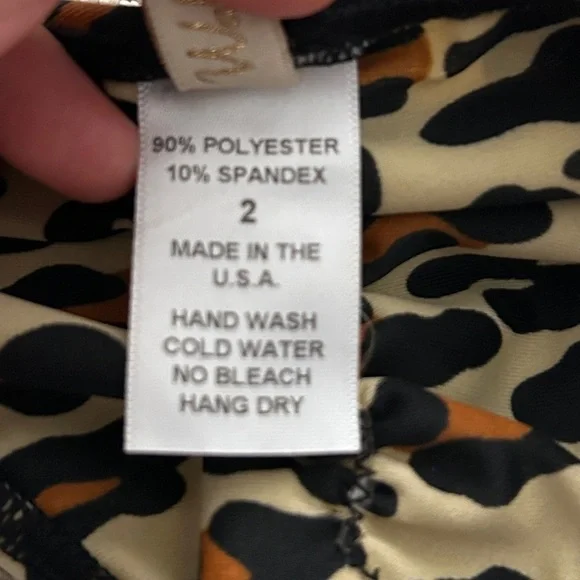 90% POLYESTER
10% SPANDEX
2
MADE IN THE
U.S.A.
HAND WASH
COLD WATER
NO BLEACH
HANG DRY